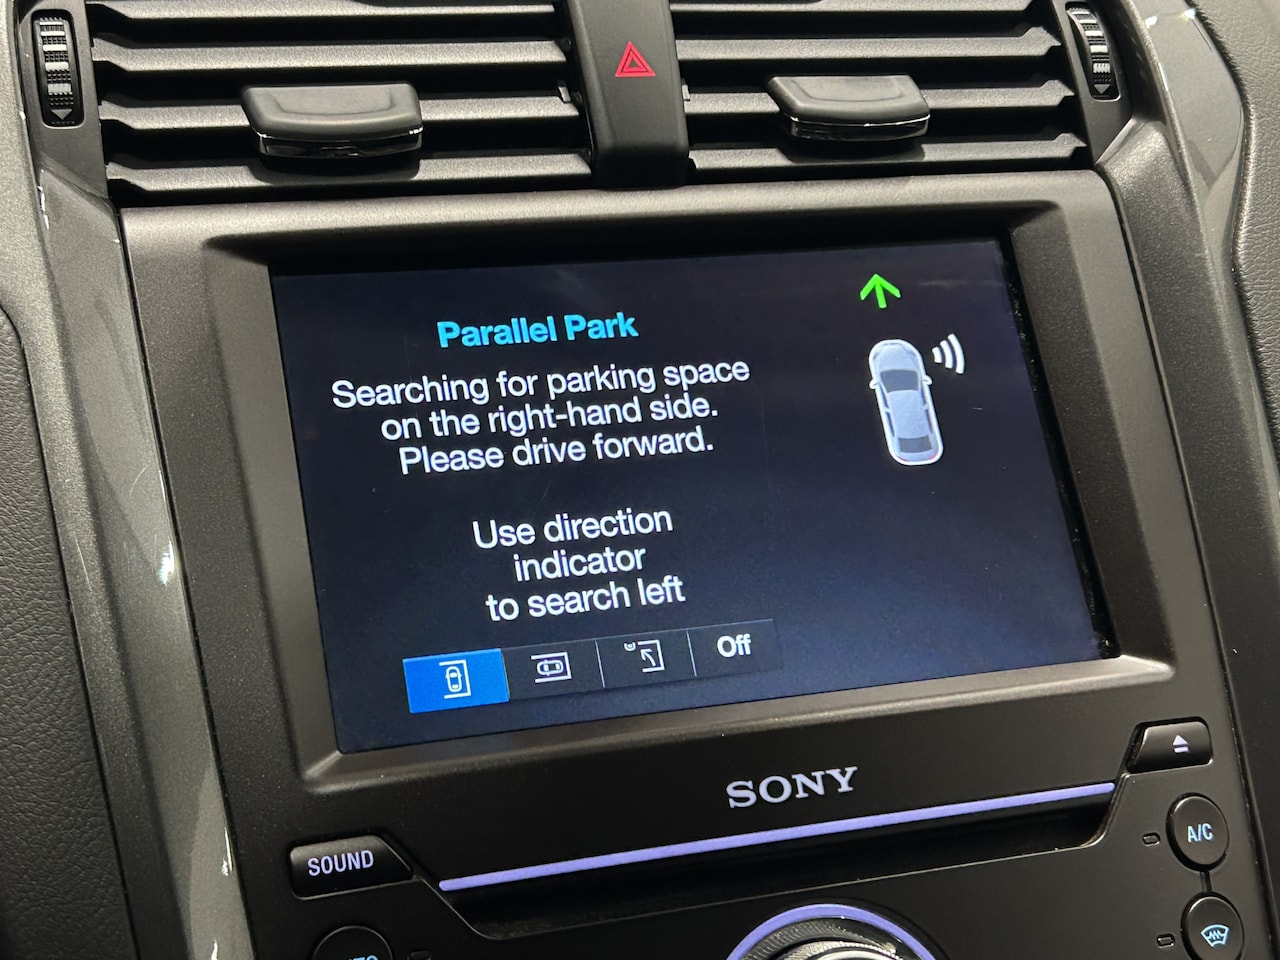 Parallel Park
Searching for parking space
on the right-hand side.
Please drive forward.
Use direction
indicator
to search left
Off
SONY
SOUND
A/C